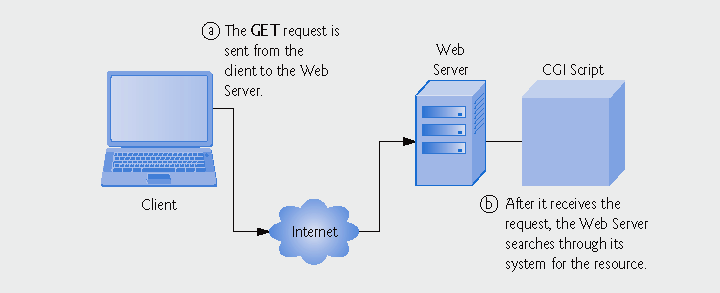 a The GET request is
sent from the
client to the Web
Server.
Web
Server
CGI Script
Client
Internet
b After it receives the
request, the Web Server
searches through its
system for the resource.